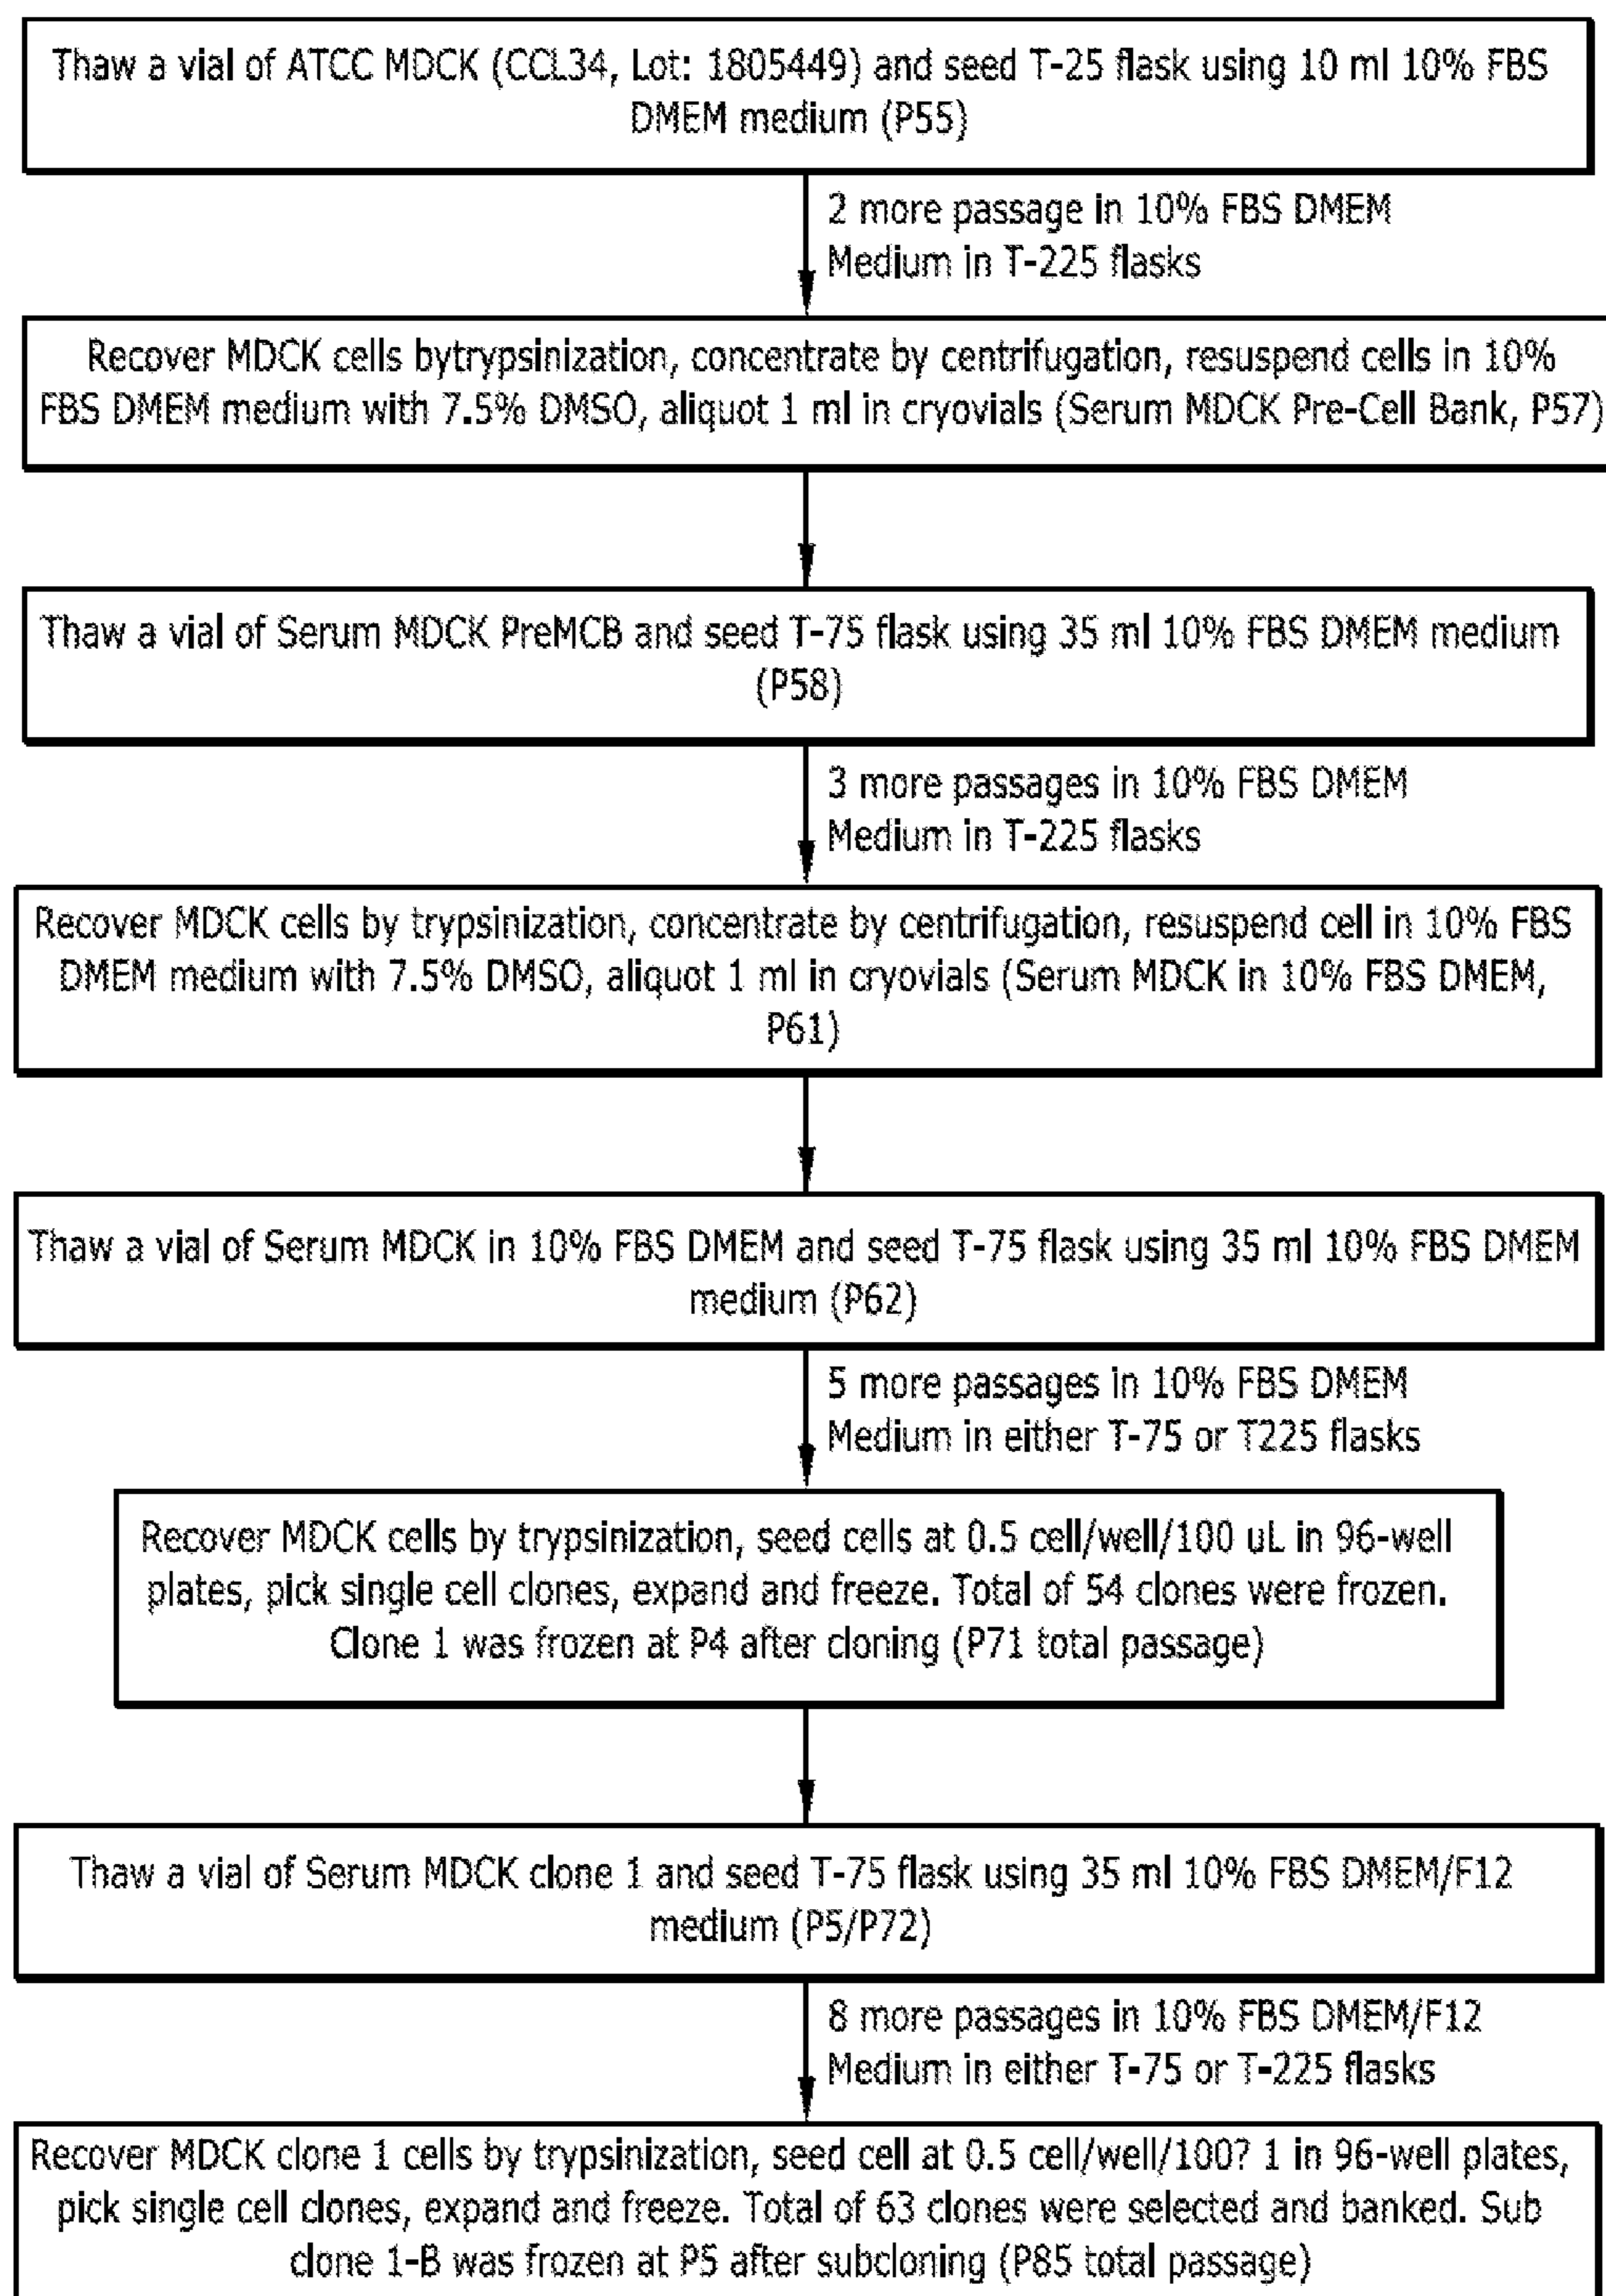 Thaw a vial of ATCC MDCK (CCL34, Lot: 1805449) and seed T-25 flask using 10 ml 10% FBS
DMEM medium (P55)
2 more passage in 10% FBS DMEM
Medium in T-225 flasks
Recover MDCK cells bytrypsinization, concentrate by centrifugation, resuspend cells in 10%
FBS DMEM medium with 7.5% DMSO, aliquot 1 ml in cryovials (Serum MDCK Pre-Cell Bank, P57)
Thaw a vial of Serum MDCK PreMCB and seed T-75 flask using 35 ml 10% FBS DMEM medium
(P58)
3 more passages in 10% FBS DMEM
Medium in T-225 flasks
Recover MDCK cells by trypsinization, concentrate by centrifugation, resuspend cell in 10% FBS
DMEM medium with 7.5% DMSO, aliquot 1 ml in cryovials (Serum MDCK in 10% FBS DMEM,
P61)
Thaw a vial of Serum MDCK in 10% FBS DMEM and seed T-75 flask using 35 ml 10% FBS DMEM
medium (P62)
5 more passages in 10% FBS DMEM
Medium in either T-75 or T225 flasks
Recover MDCK cells by trypsinization, seed cells at 0.5 cell/well/100 uL in 96-well
plates, pick single cell clones, expand and freeze. Total of 54 clones were frozen.
Clone 1 was frozen at P4 after cloning (P71 total passage)
Thaw a vial of Serum MDCK clone 1 and seed T-75 flask using 35 ml 10% FBS DMEM/F12
medium (P5/P72)
8 more passages in 10% FBS DMEM/F12
Medium in either T-75 or T-225 flasks
Recover MDCK clone 1 cells by trypsinization, seed cell at 0.5 cell/well/100? 1 in 96-well plates,
pick single cell clones, expand and freeze. Total of 63 clones were selected and banked. Sub
clone 1-B was frozen at P5 after subcloning (P85 total passage)